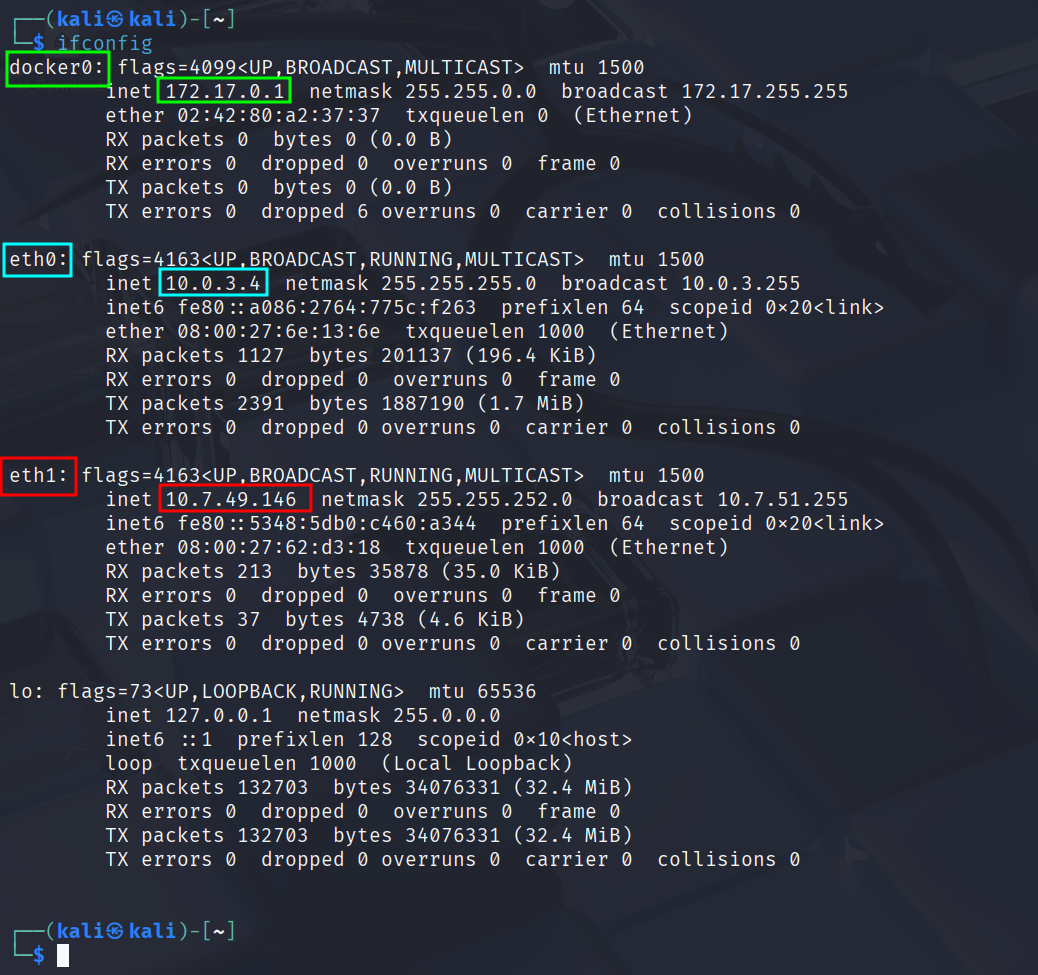 ┌──(kali㉿kali)-[~]
└─$ ifconfig
docker0: flags=4099<UP,BROADCAST,MULTICAST>  mtu 1500
        inet 172.17.0.1  netmask 255.255.0.0  broadcast 172.17.255.255
        ether 02:42:80:a2:37:37  txqueuelen 0  (Ethernet)
        RX packets 0  bytes 0 (0.0 B)
        RX errors 0  dropped 0  overruns 0  frame 0
        TX packets 0  bytes 0 (0.0 B)
        TX errors 0  dropped 6 overruns 0  carrier 0  collisions 0

eth0: flags=4163<UP,BROADCAST,RUNNING,MULTICAST>  mtu 1500
        inet 10.0.3.4  netmask 255.255.255.0  broadcast 10.0.3.255
        inet6 fe80::a086:2764:775c:f263  prefixlen 64  scopeid 0x20<link>
        ether 08:00:27:6e:13:6e  txqueuelen 1000  (Ethernet)
        RX packets 1127  bytes 201137 (196.4 KiB)
        RX errors 0  dropped 0  overruns 0  frame 0
        TX packets 2391  bytes 1887190 (1.7 MiB)
        TX errors 0  dropped 0 overruns 0  carrier 0  collisions 0

eth1: flags=4163<UP,BROADCAST,RUNNING,MULTICAST>  mtu 1500
        inet 10.7.49.146  netmask 255.255.252.0  broadcast 10.7.51.255
        inet6 fe80::5348:5db0:c460:a344  prefixlen 64  scopeid 0x20<link>
        ether 08:00:27:62:d3:18  txqueuelen 1000  (Ethernet)
        RX packets 213  bytes 35878 (35.0 KiB)
        RX errors 0  dropped 0  overruns 0  frame 0
        TX packets 37  bytes 4738 (4.6 KiB)
        TX errors 0  dropped 0 overruns 0  carrier 0  collisions 0

lo: flags=73<UP,LOOPBACK,RUNNING>  mtu 65536
        inet 127.0.0.1  netmask 255.0.0.0
        inet6 ::1  prefixlen 128  scopeid 0x10<host>
        loop  txqueuelen 1000  (Local Loopback)
        RX packets 132703  bytes 34076331 (32.4 MiB)
        RX errors 0  dropped 0  overruns 0  frame 0
        TX packets 132703  bytes 34076331 (32.4 MiB)
        TX errors 0  dropped 0 overruns 0  carrier 0  collisions 0

┌──(kali㉿kali)-[~]
└─$